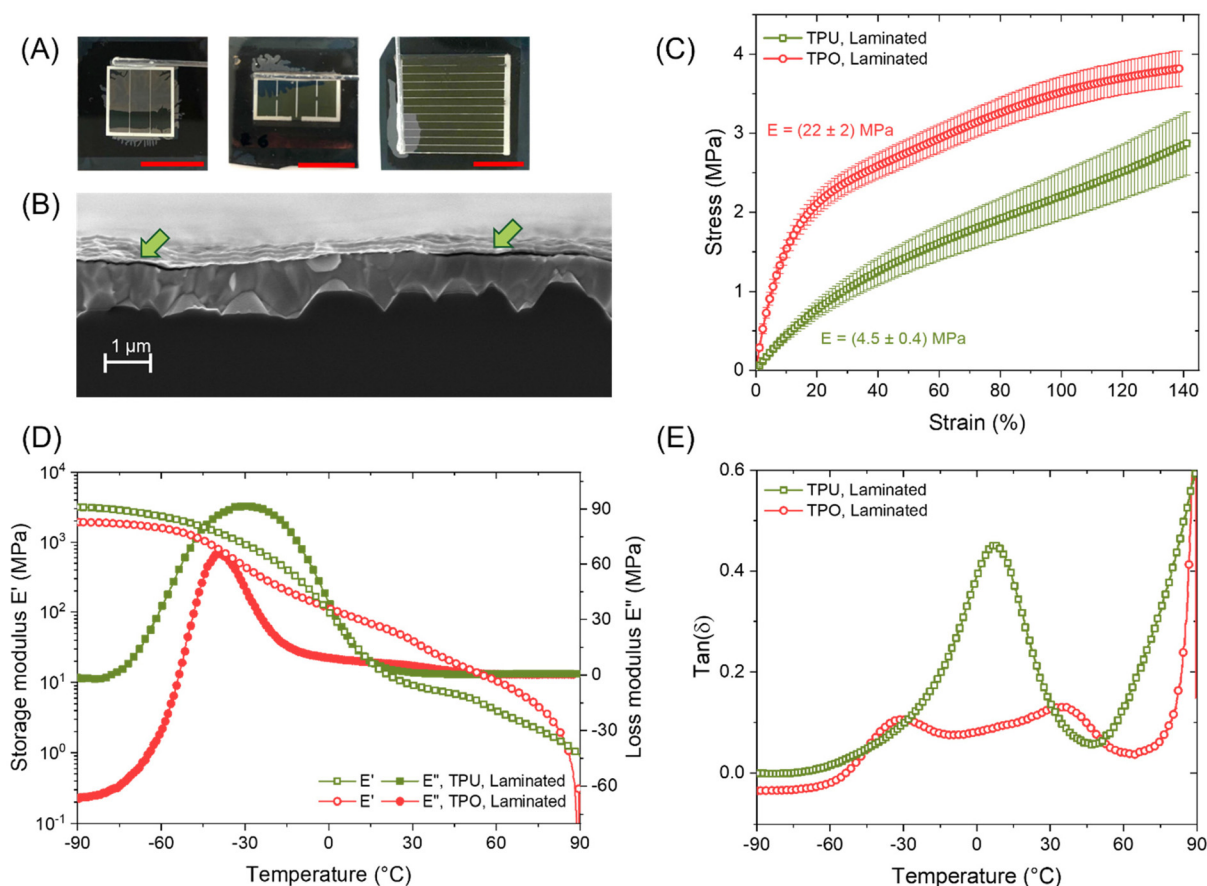 (A)
(B)
1 µm
(C)
TPU, Laminated
TPO, Laminated
E = (22 ± 2) MPa
E = (4.5 ± 0.4) MPa
Stress (MPa)
4
3
2
1
0
0 20 40 60 80 100 120 140
Strain (%)
(D)
Storage modulus E' (MPa)
10⁴
10³
10²
10¹
10⁰
10⁻¹
90
60
30
0
-30
-60
Loss modulus E" (MPa)
E' E", TPU, Laminated
E' E", TPO, Laminated
-90 -60 -30 0 30 60 90
Temperature (°C)
(E)
TPU, Laminated
TPO, Laminated
Tan(δ)
0.6
0.4
0.2
0.0
-90 -60 -30 0 30 60 90
Temperature (°C)